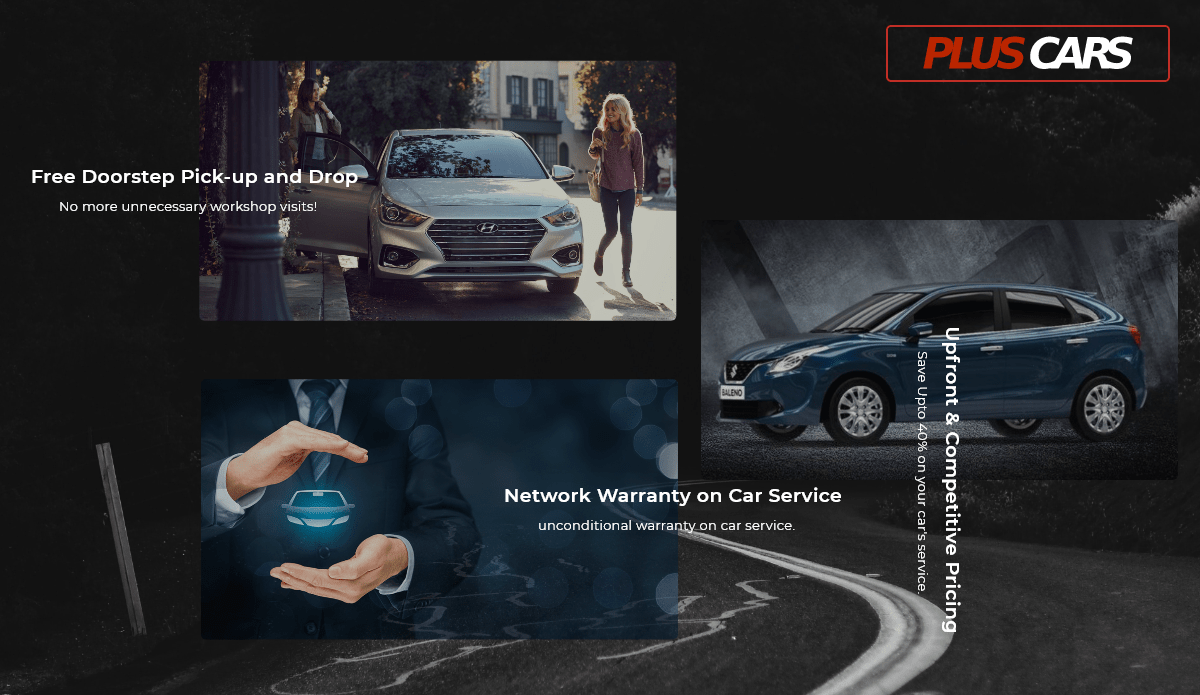 PLUS CARS
Free Doorstep Pick-up and Drop
No more unnecessary workshop visits!
BALENO
Upfront & Competitive Pricing
Save Upto 40% on your car's service.
Network Warranty on Car Service
unconditional warranty on car service.